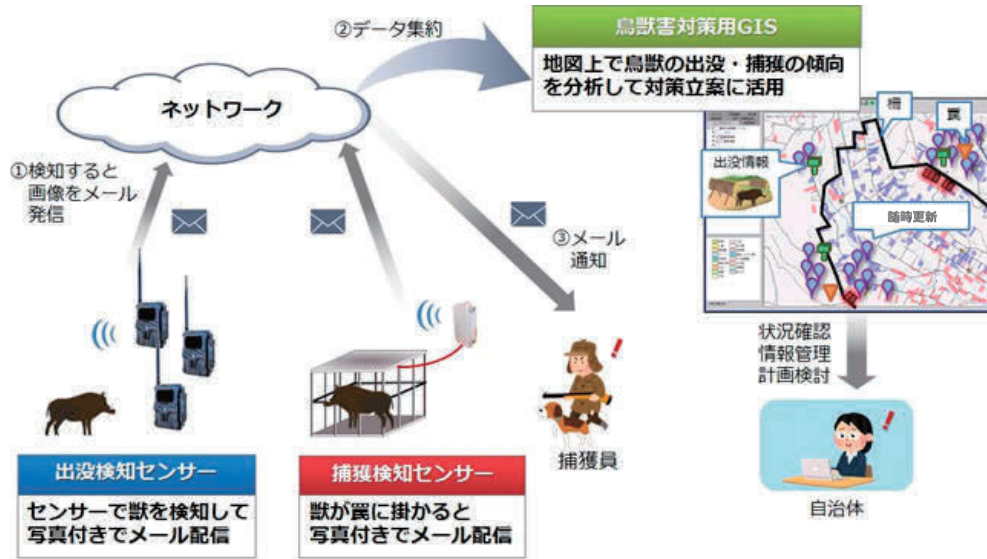 ②データ集約
鳥獣害対策用GIS
地図上で鳥獣の出没・捕獲の傾向
を分析して対策立案に活用
ネットワーク
柵
罠
出没情報
随時更新
①検知すると
画像をメール
発信
③メール
通知
状況確認
情報管理
計画検討
捕獲員
自治体
出没検知センサー
センサーで獣を検知して
写真付きでメール配信
捕獲検知センサー
獣が罠に掛かると
写真付きでメール配信